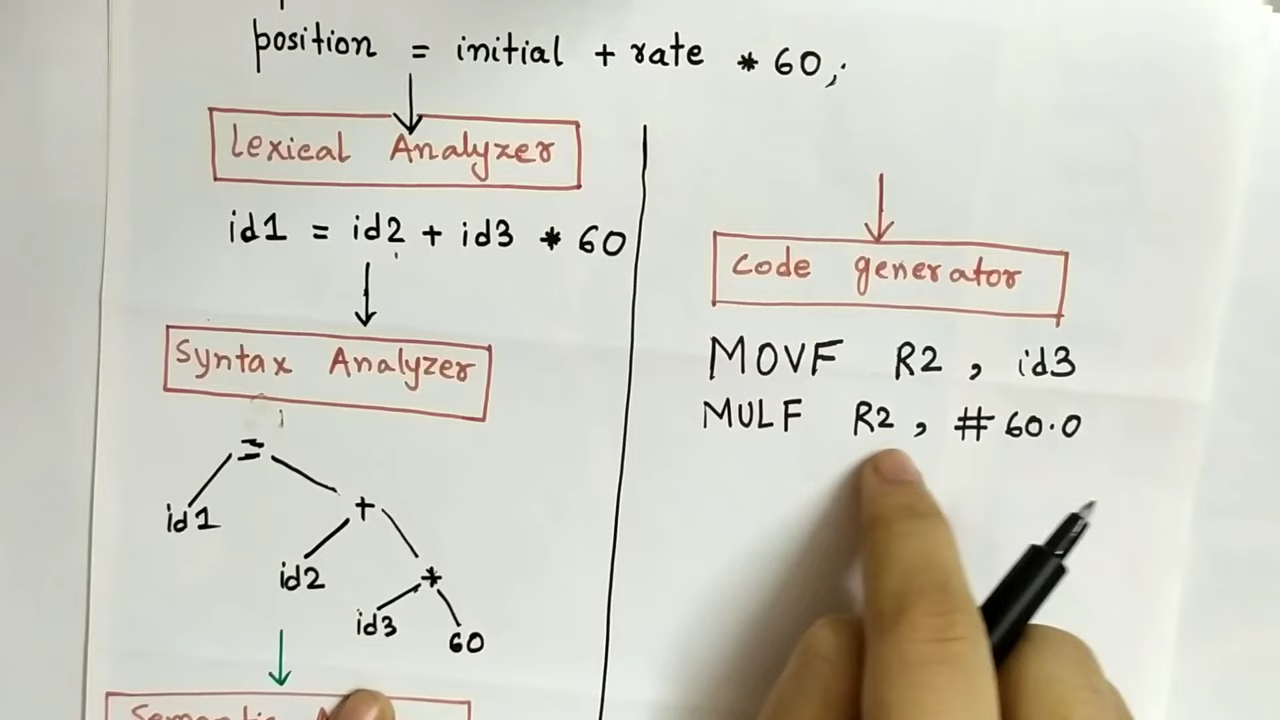 position = initial + rate * 60;
Lexical Analyzer
id1 = id2 + id3 * 60
Syntax Analyzer
=
id1
+
id2
*
id3
60
code generator
MOVF R2, id3
MULF R2, #60.0